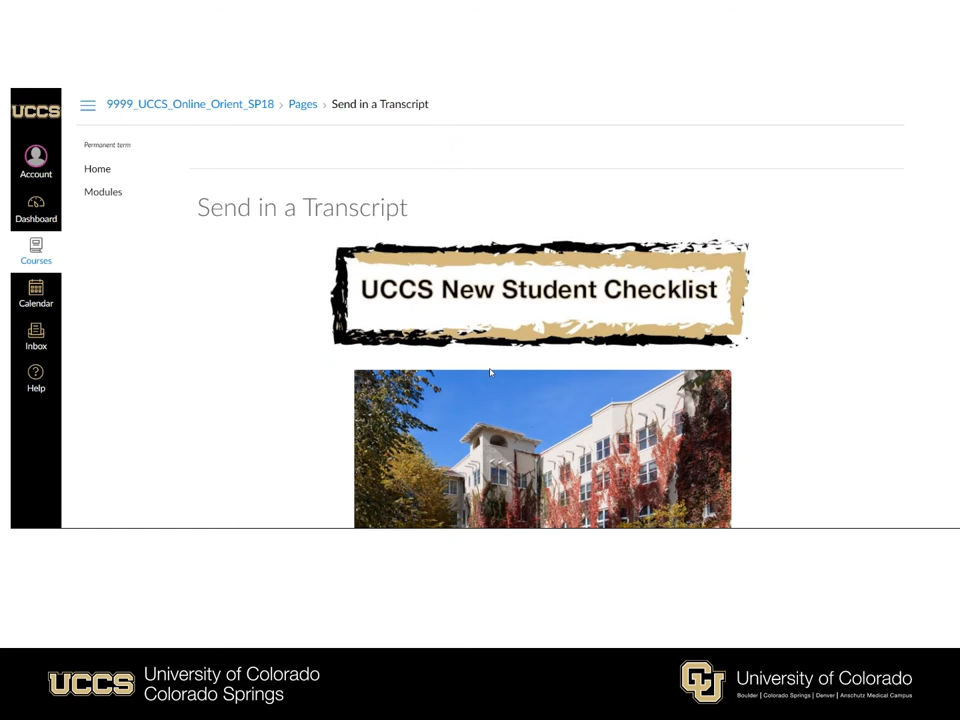 UCCS
9999_UCCS_Online_Orient_SP18 › Pages › Send in a Transcript
Account
Dashboard
Courses
Calendar
Inbox
Help
Permanent term
Home
Modules
Send in a Transcript
UCCS New Student Checklist
UCCS University of Colorado
Colorado Springs
CU University of Colorado
Boulder | Colorado Springs | Denver | Anschutz Medical Campus